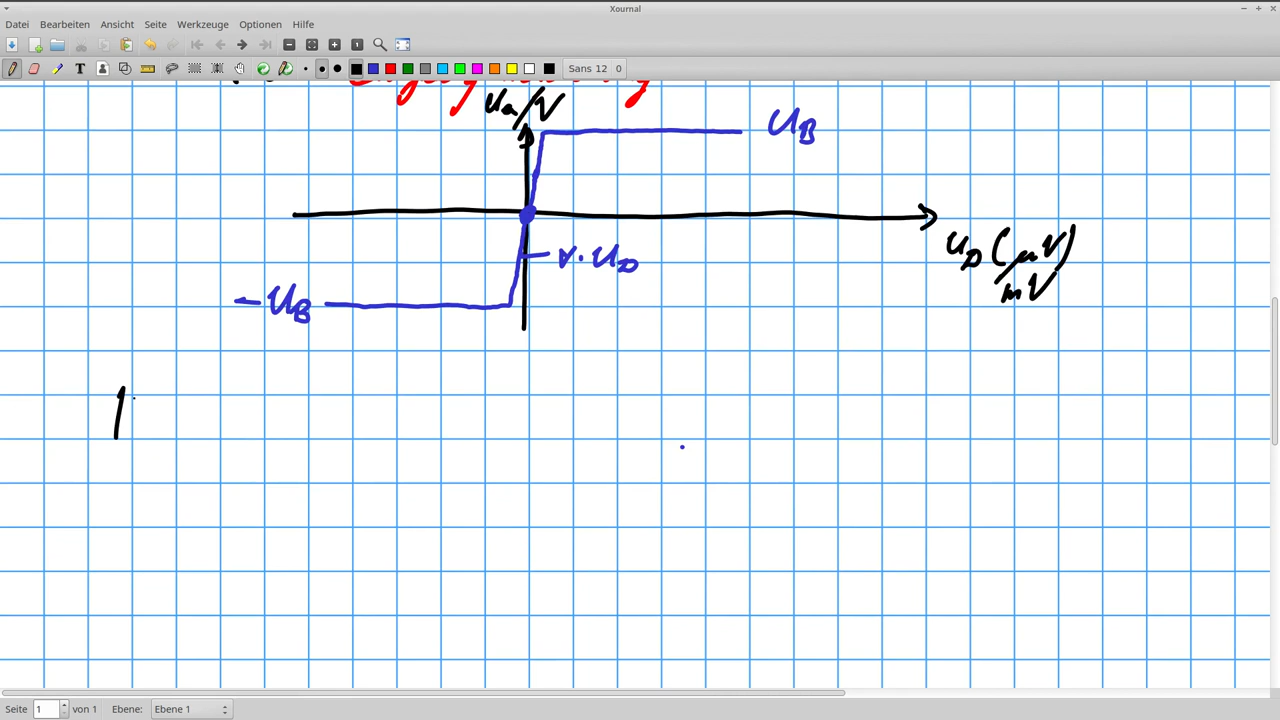 Xournal
Datei Bearbeiten Ansicht Seite Werkzeuge Optionen Hilfe
Sans 12 0
Ua/V
UB
UD (µV)
/mV
V·UD
-UB
Seite 1 von 1 Ebene: Ebene 1